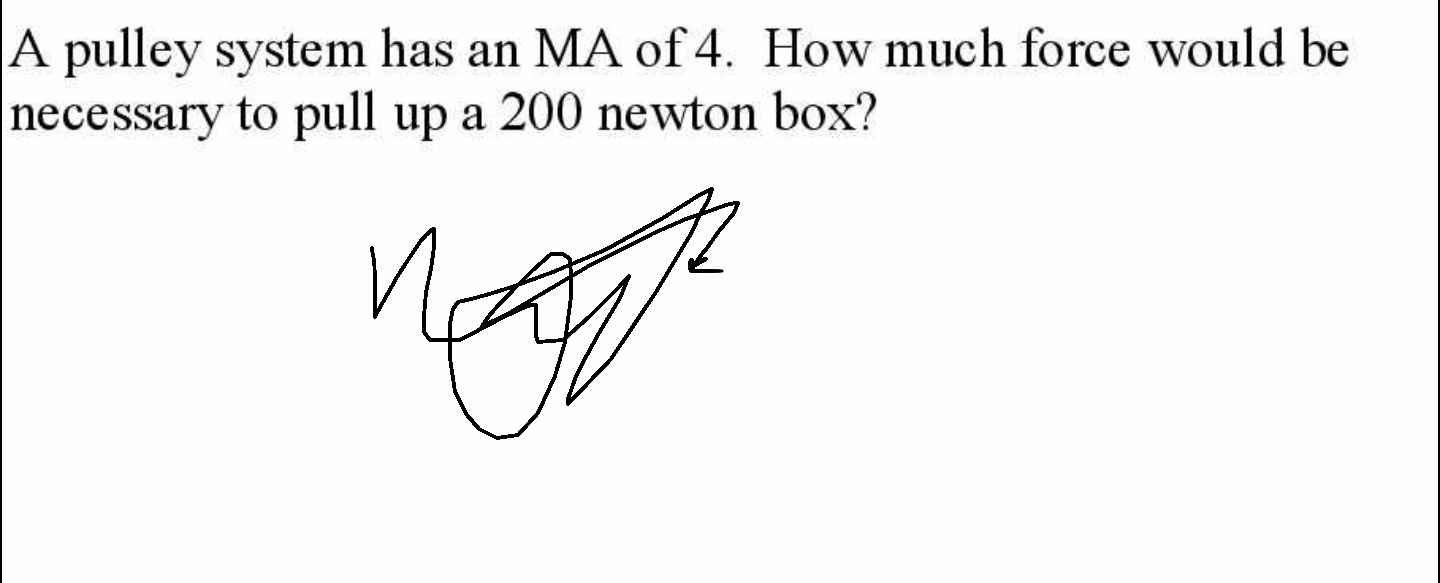 A pulley system has an MA of 4. How much force would be
necessary to pull up a 200 newton box?